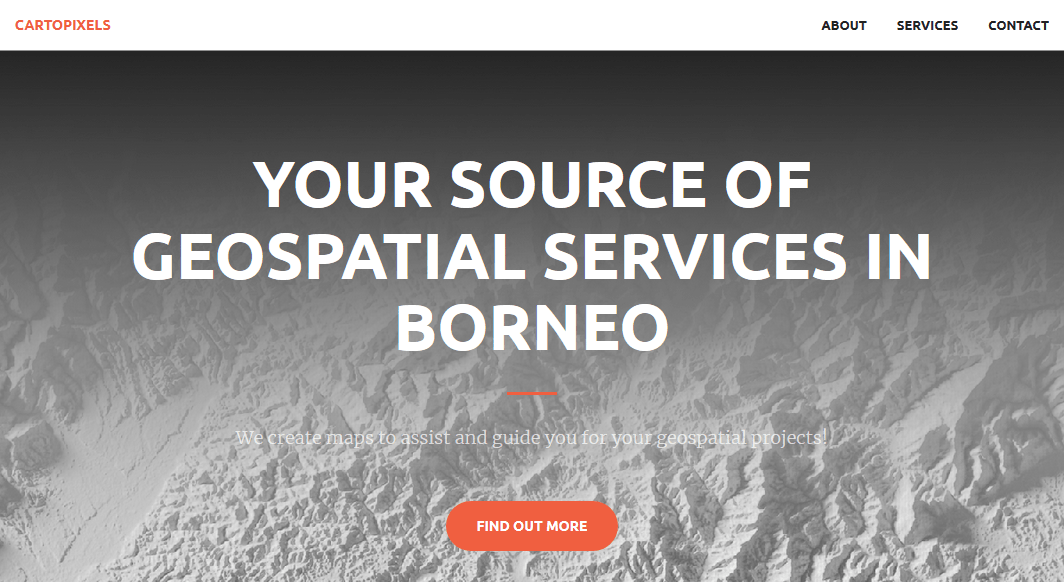 CARTOPIXELS
ABOUT SERVICES CONTACT
YOUR SOURCE OF
GEOSPATIAL SERVICES IN
BORNEO
We create maps to assist and guide you for your geospatial projects!
FIND OUT MORE